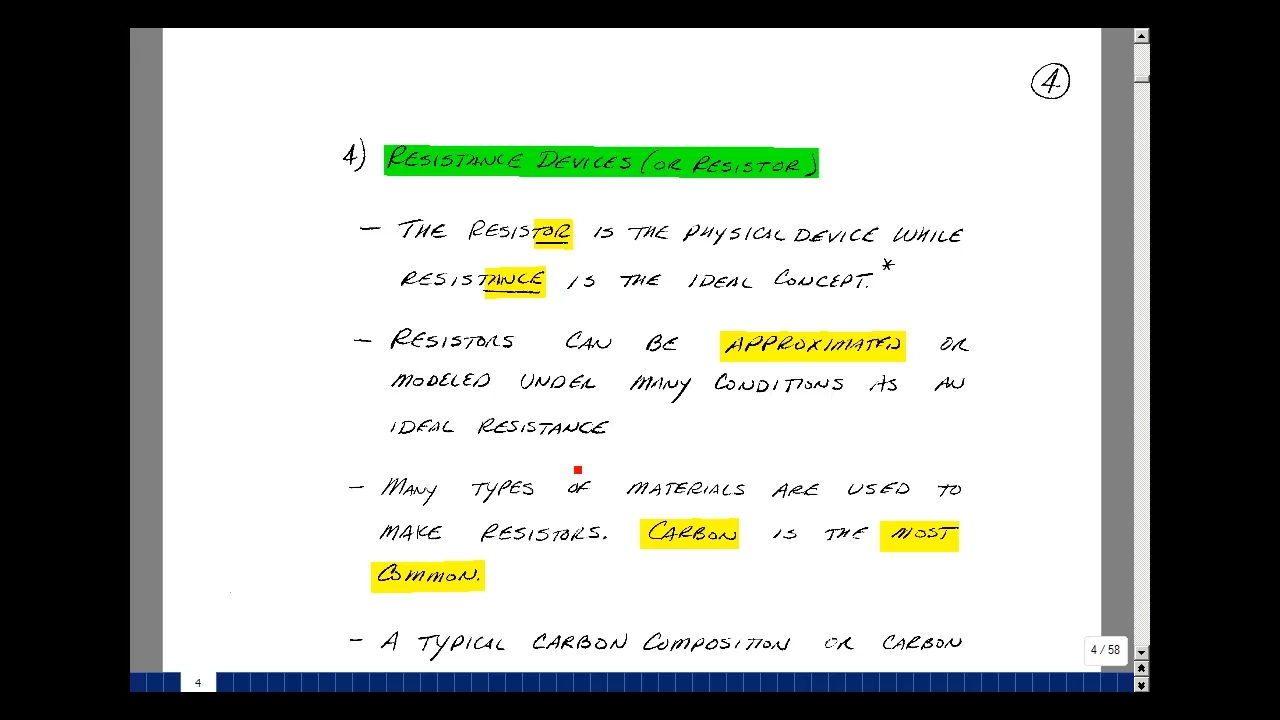 4
4) RESISTANCE DEVICES (OR RESISTOR)
— THE RESISTOR IS THE PHYSICAL DEVICE WHILE
RESISTANCE IS THE IDEAL CONCEPT.*
— RESISTORS CAN BE APPROXIMATED OR
MODELED UNDER MANY CONDITIONS AS AN
IDEAL RESISTANCE
— MANY TYPES OF MATERIALS ARE USED TO
MAKE RESISTORS. CARBON IS THE MOST
COMMON.
— A TYPICAL CARBON COMPOSITION OR CARBON
4 / 58
4